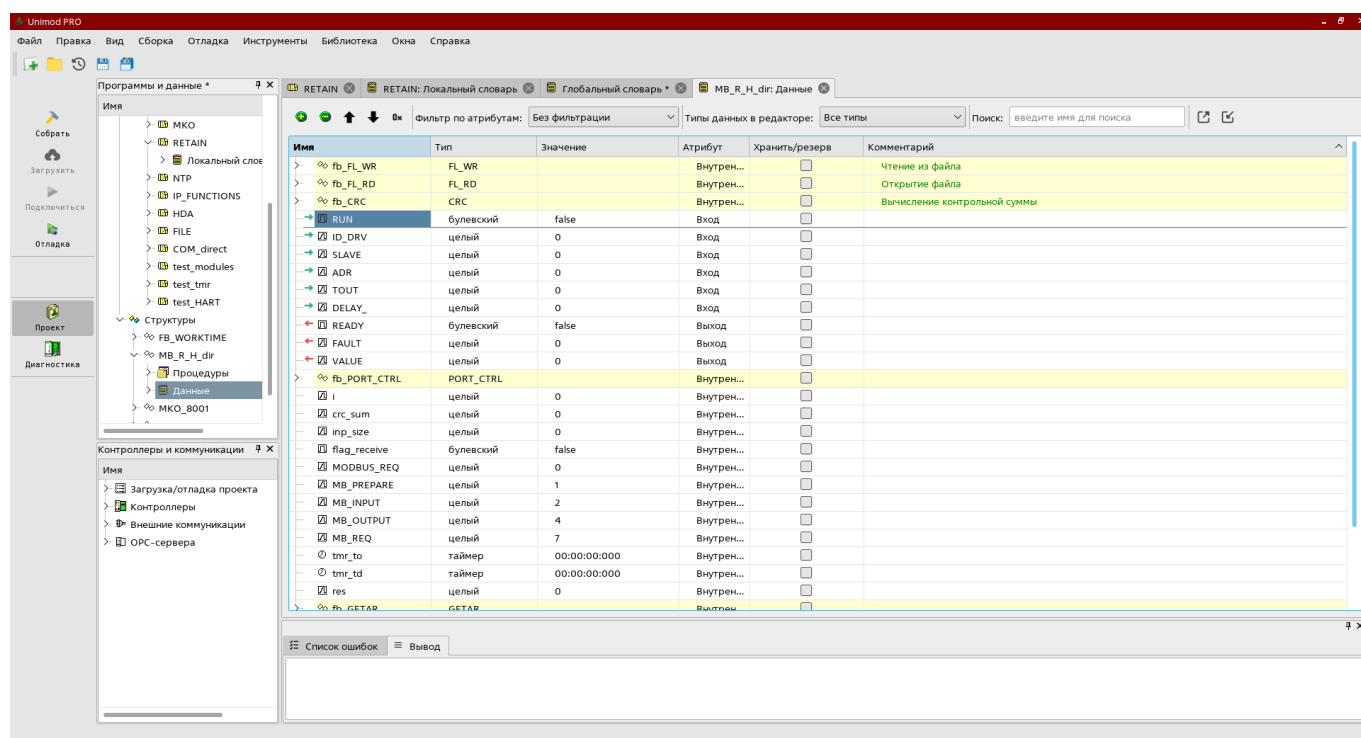 Unimod PRO
Файл Правка Вид Сборка Отладка Инструменты Библиотека Окна Справка
Программы и данные *
Имя
МКО
RETAIN
Локальный слов
NTP
IP_FUNCTIONS
HDA
FILE
COM_direct
test_modules
test_tmr
test_HART
Структуры
FB_WORKTIME
MB_R_H_dir
Процедуры
Данные
МКО_8001
Собрать
Загрузить
Подключиться
Отладка
Проект
Диагностика
Контроллеры и коммуникации
Имя
Загрузка/отладка проекта
Контроллеры
Внешние коммуникации
OPC-сервера
RETAIN RETAIN: Локальный словарь Глобальный словарь * MB_R_H_dir: Данные
0x Фильтр по атрибутам: Без фильтрации Типы данных в редакторе: Все типы Поиск: введите имя для поиска
Имя Тип Значение Атрибут Хранить/резерв Комментарий
fb_FL_WR FL_WR Внутрен... Чтение из файла
fb_FL_RD FL_RD Внутрен... Открытие файла
fb_CRC CRC Внутрен... Вычисление контрольной суммы
RUN булевский false Вход
ID_DRV целый 0 Вход
SLAVE целый 0 Вход
ADR целый 0 Вход
TOUT целый 0 Вход
DELAY_ целый 0 Вход
READY булевский false Выход
FAULT целый 0 Выход
VALUE целый 0 Выход
fb_PORT_CTRL PORT_CTRL Внутрен...
i целый 0 Внутрен...
crc_sum целый 0 Внутрен...
inp_size целый 0 Внутрен...
flag_receive булевский false Внутрен...
MODBUS_REQ целый 0 Внутрен...
MB_PREPARE целый 1 Внутрен...
MB_INPUT целый 2 Внутрен...
MB_OUTPUT целый 4 Внутрен...
MB_REQ целый 7 Внутрен...
tmr_to таймер 00:00:00:000 Внутрен...
tmr_td таймер 00:00:00:000 Внутрен...
res целый 0 Внутрен...
fb_GETAR GETAR Внутрен
Список ошибок Вывод